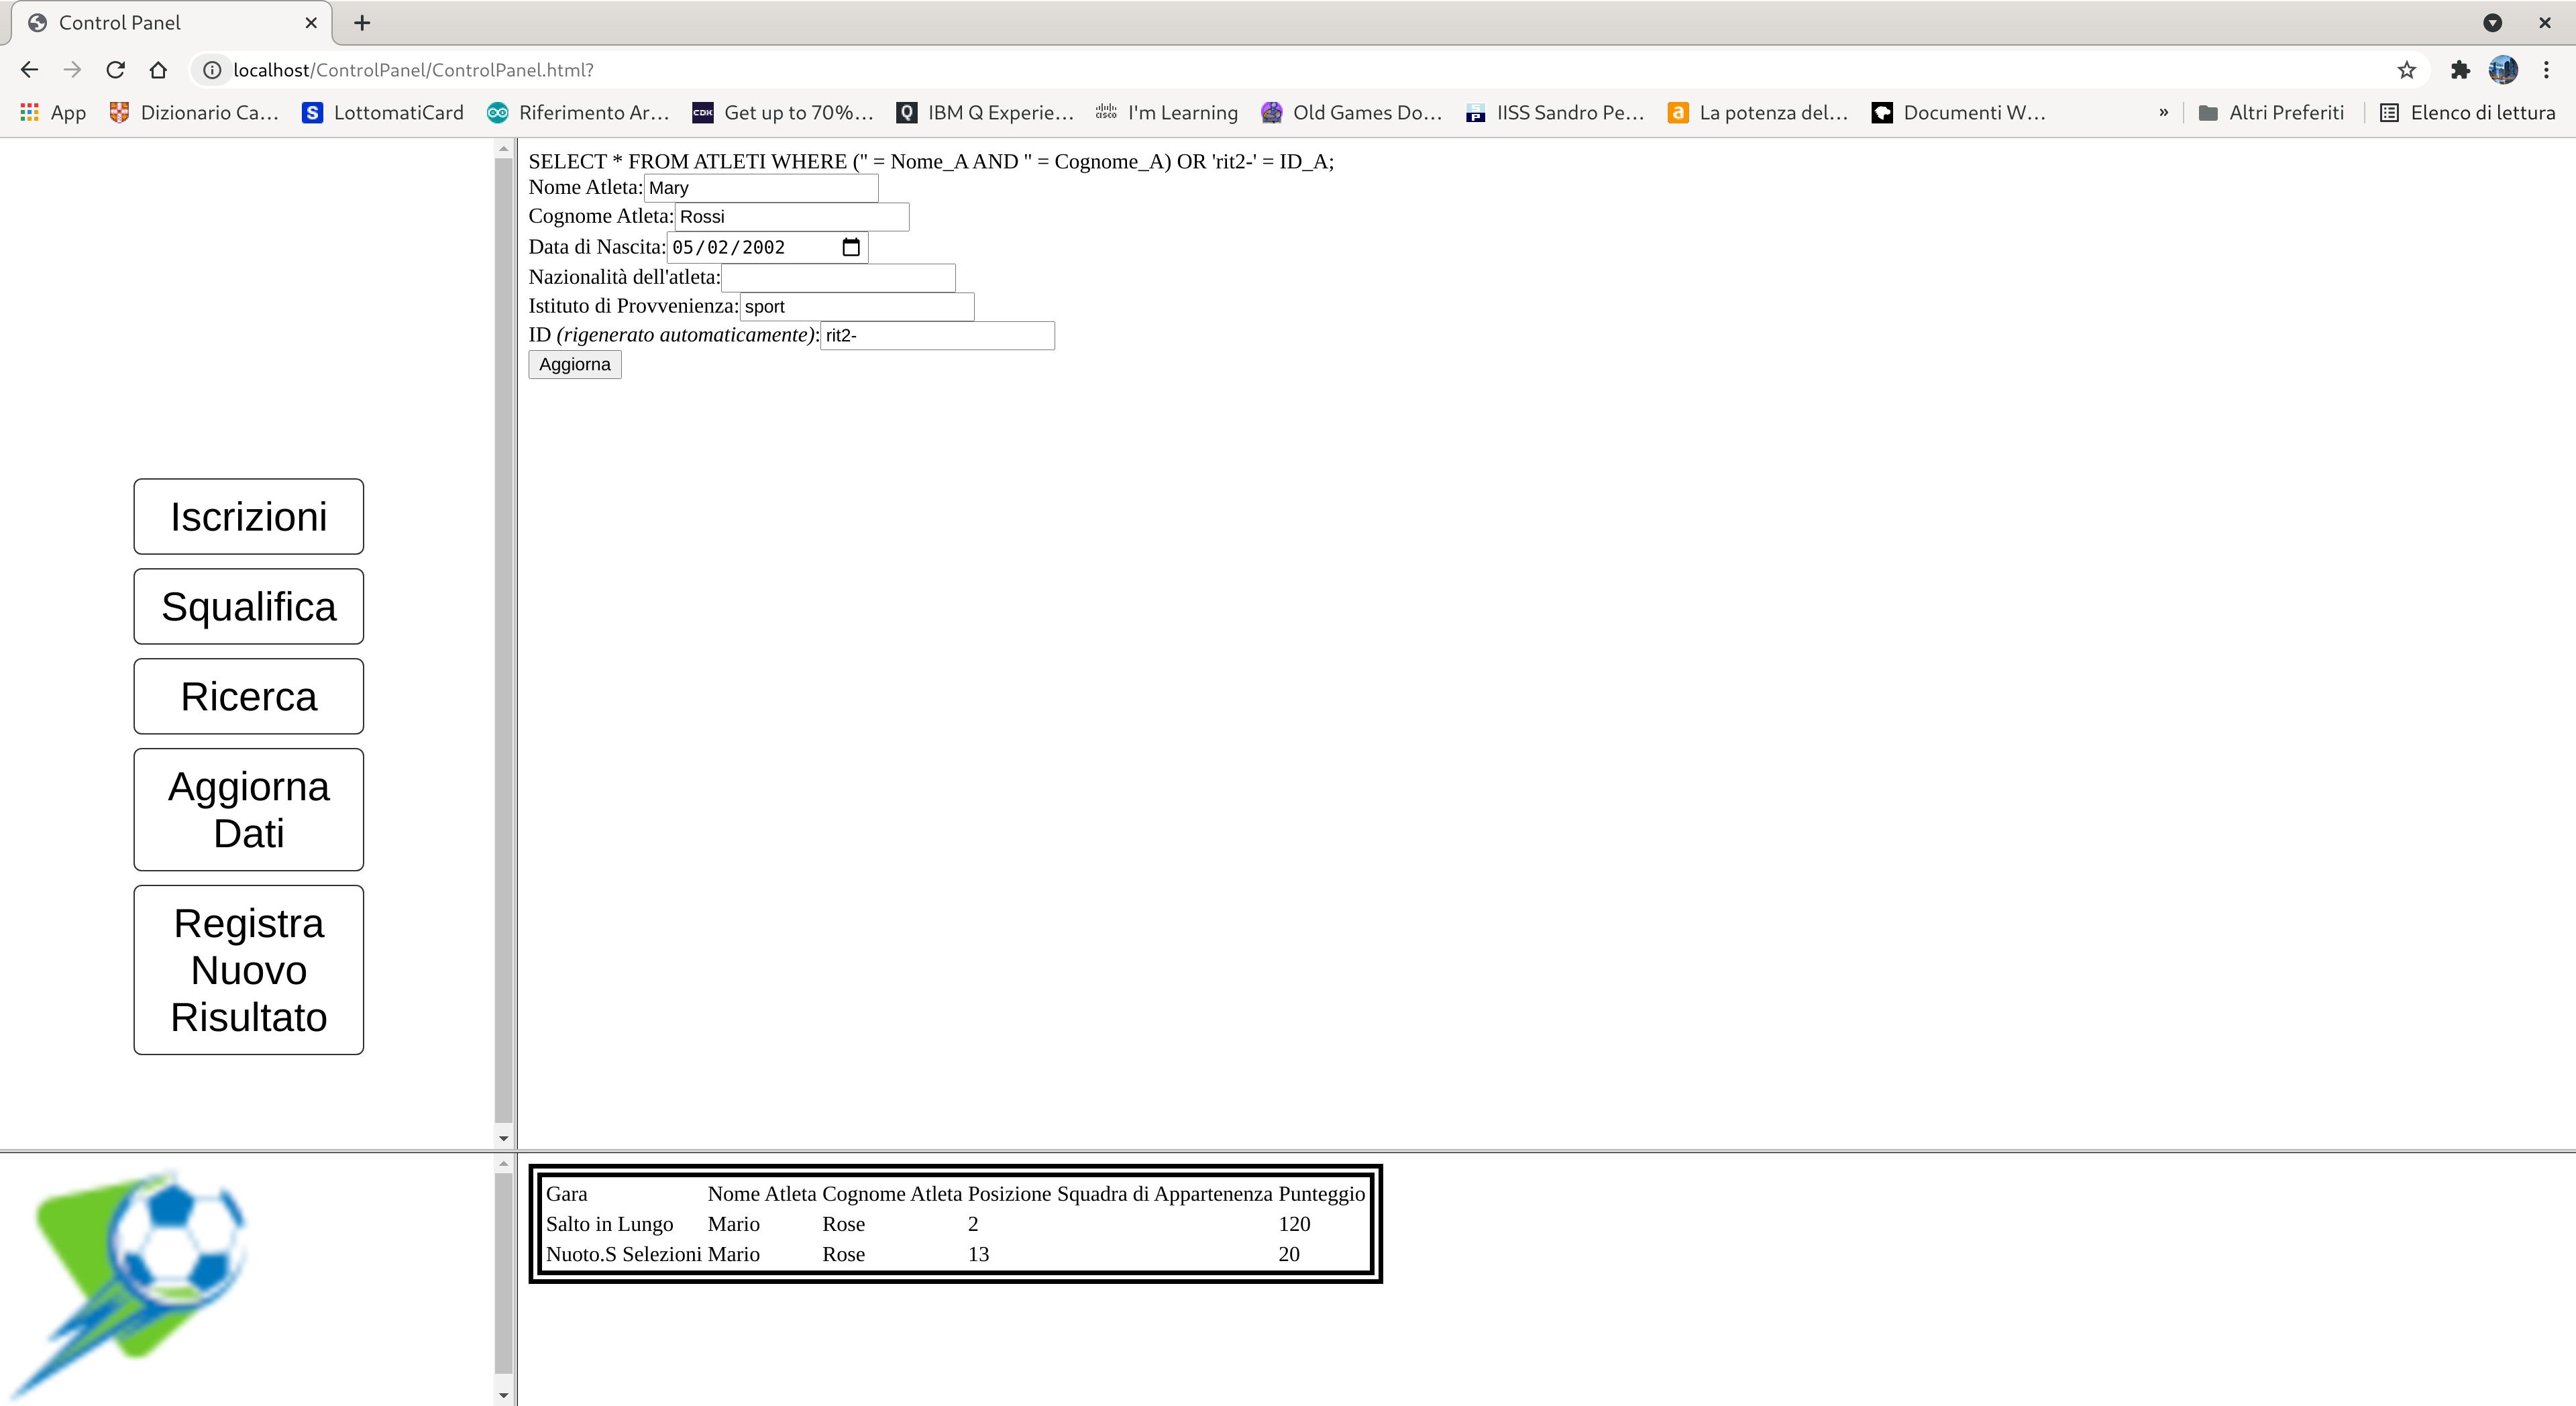 Control Panel
localhost/ControlPanel/ControlPanel.html?
App Dizionario Ca... S LottomatiCard Riferimento Ar... CDK Get up to 70%... Q IBM Q Experie... cisco I'm Learning Old Games Do... S P IISS Sandro Pe... a La potenza del... Documenti W... » Altri Preferiti Elenco di lettura
SELECT * FROM ATLETI WHERE ('' = Nome_A AND '' = Cognome_A) OR 'rit2-' = ID_A;
Nome Atleta: Mary
Cognome Atleta: Rossi
Data di Nascita: 05/02/2002
Nazionalità dell'atleta:
Istituto di Provvenienza: sport
ID (rigenerato automaticamente): rit2-
Aggiorna
Iscrizioni
Squalifica
Ricerca
Aggiorna
Dati
Registra
Nuovo
Risultato
Gara Nome Atleta Cognome Atleta Posizione Squadra di Appartenenza Punteggio
Salto in Lungo Mario Rose 2 120
Nuoto.S Selezioni Mario Rose 13 20